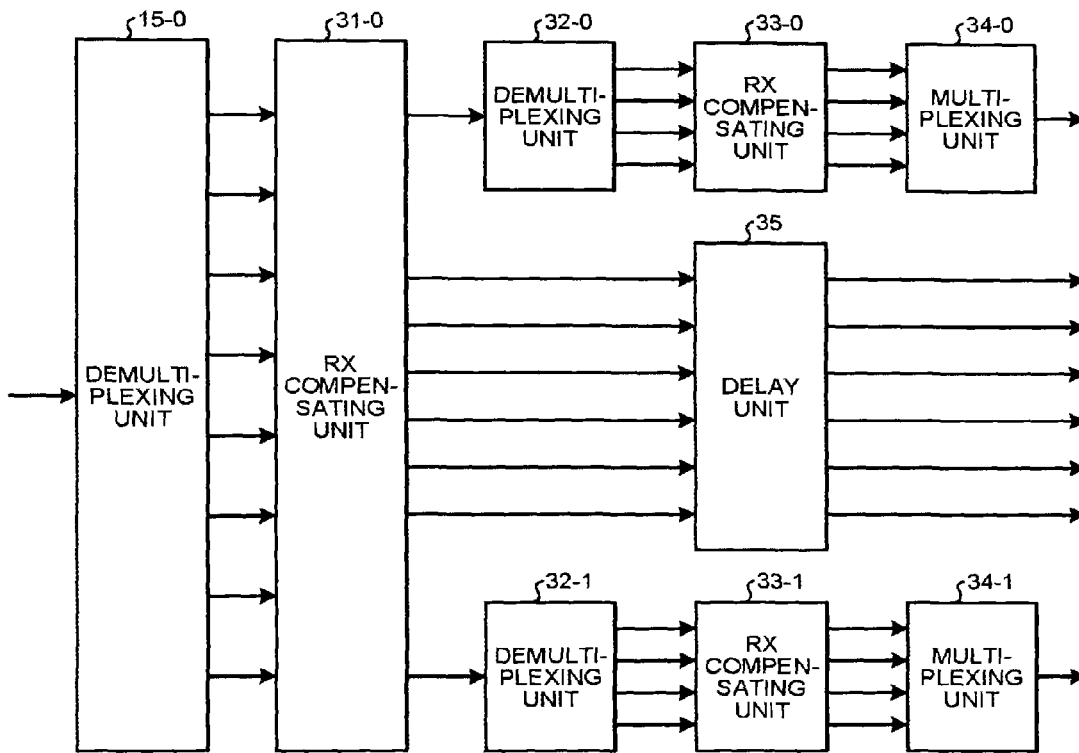 15-0
31-0
32-0
33-0
34-0
DEMULTI-
PLEXING
UNIT
RX
COMPEN-
SATING
UNIT
MULTI-
PLEXING
UNIT
35
DEMULTI-
PLEXING
UNIT
RX
COMPEN-
SATING
UNIT
DELAY
UNIT
32-1
33-1
34-1
DEMULTI-
PLEXING
UNIT
RX
COMPEN-
SATING
UNIT
MULTI-
PLEXING
UNIT